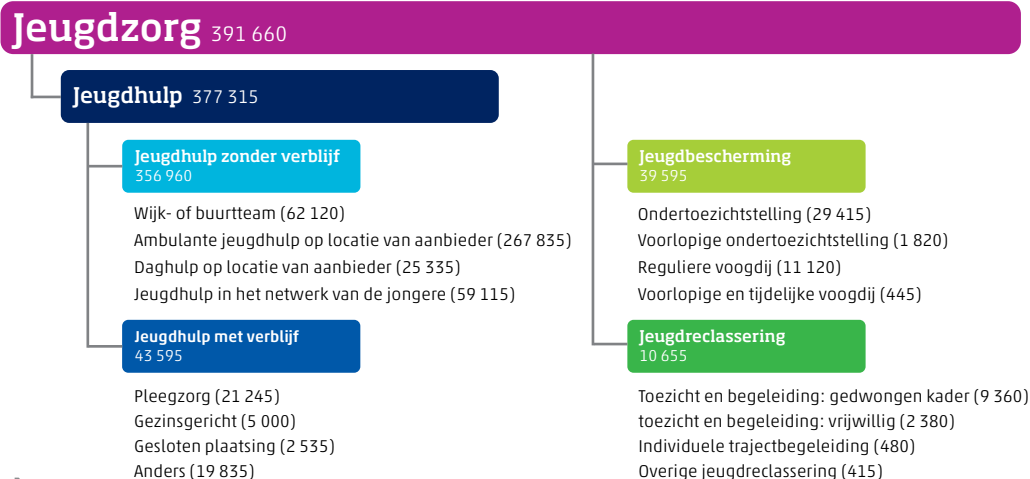 Jeugdzorg 391 660
Jeugdhulp 377 315
Jeugdhulp zonder verblijf
356 960
Wijk- of buurtteam (62 120)
Ambulante jeugdhulp op locatie van aanbieder (267 835)
Daghulp op locatie van aanbieder (25 335)
Jeugdhulp in het netwerk van de jongere (59 115)
Jeugdhulp met verblijf
43 595
Pleegzorg (21 245)
Gezinsgericht (5 000)
Gesloten plaatsing (2 535)
Anders (19 835)
Jeugdbescherming
39 595
Ondertoezichtstelling (29 415)
Voorlopige ondertoezichtstelling (1 820)
Reguliere voogdij (11 120)
Voorlopige en tijdelijke voogdij (445)
Jeugdreclassering
10 655
Toezicht en begeleiding: gedwongen kader (9 360)
toezicht en begeleiding: vrijwillig (2 380)
Individuele trajectbegeleiding (480)
Overige jeugdreclassering (415)